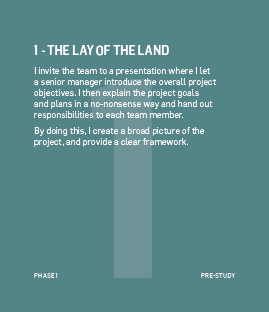 1 - THE LAY OF THE LAND
I invite the team to a presentation where I let
a senior manager introduce the overall project
objectives. I then explain the project goals
and plans in a no-nonsense way and hand out
responsibilities to each team member.
By doing this, I create a broad picture of the
project, and provide a clear framework.
PHASE 1 PRE-STUDY